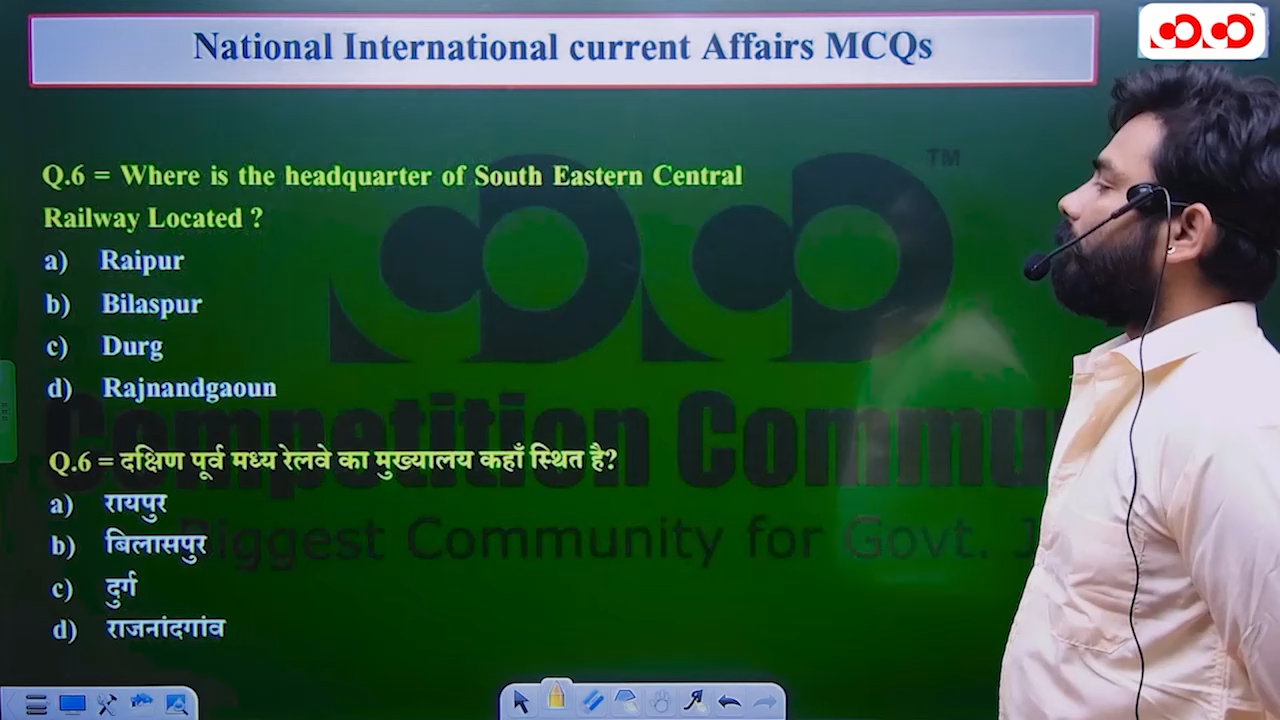 National International current Affairs MCQs
TM
Q.6 = Where is the headquarter of South Eastern Central
Railway Located ?
a) Raipur
b) Bilaspur
c) Durg
d) Rajnandgaoun
Competition Commu
Q.6 = दक्षिण पूर्व मध्य रेलवे का मुख्यालय कहाँ स्थित है?
a) रायपुर
b) बिलासपुर
Biggest Community for Govt. J
c) दुर्ग
d) राजनांदगांव